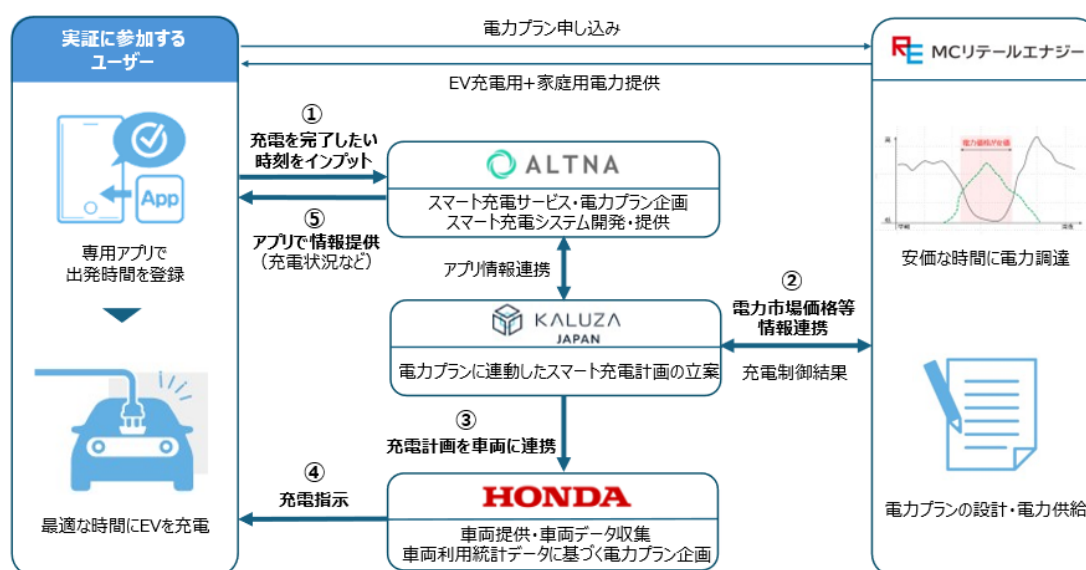 実証に参加する
ユーザー
電力プラン申し込み
EV充電用+家庭用電力提供
MCリテールエナジー
①
充電を完了したい
時刻をインプット
⑤
アプリで情報提供
(充電状況など)
App
専用アプリで
出発時間を登録
最適な時間にEVを充電
ALTNA
スマート充電サービス・電力プラン企画
スマート充電システム開発・提供
アプリ情報連携
KALUZA
JAPAN
電力プランに連動したスマート充電計画の立案
②
電力市場価格等
情報連携
充電制御結果
③
充電計画を車両に連携
④
充電指示
HONDA
車両提供・車両データ収集
車両利用統計データに基づく電力プラン企画
電力価格が安価
安価な時間に電力調達
電力プランの設計・電力供給